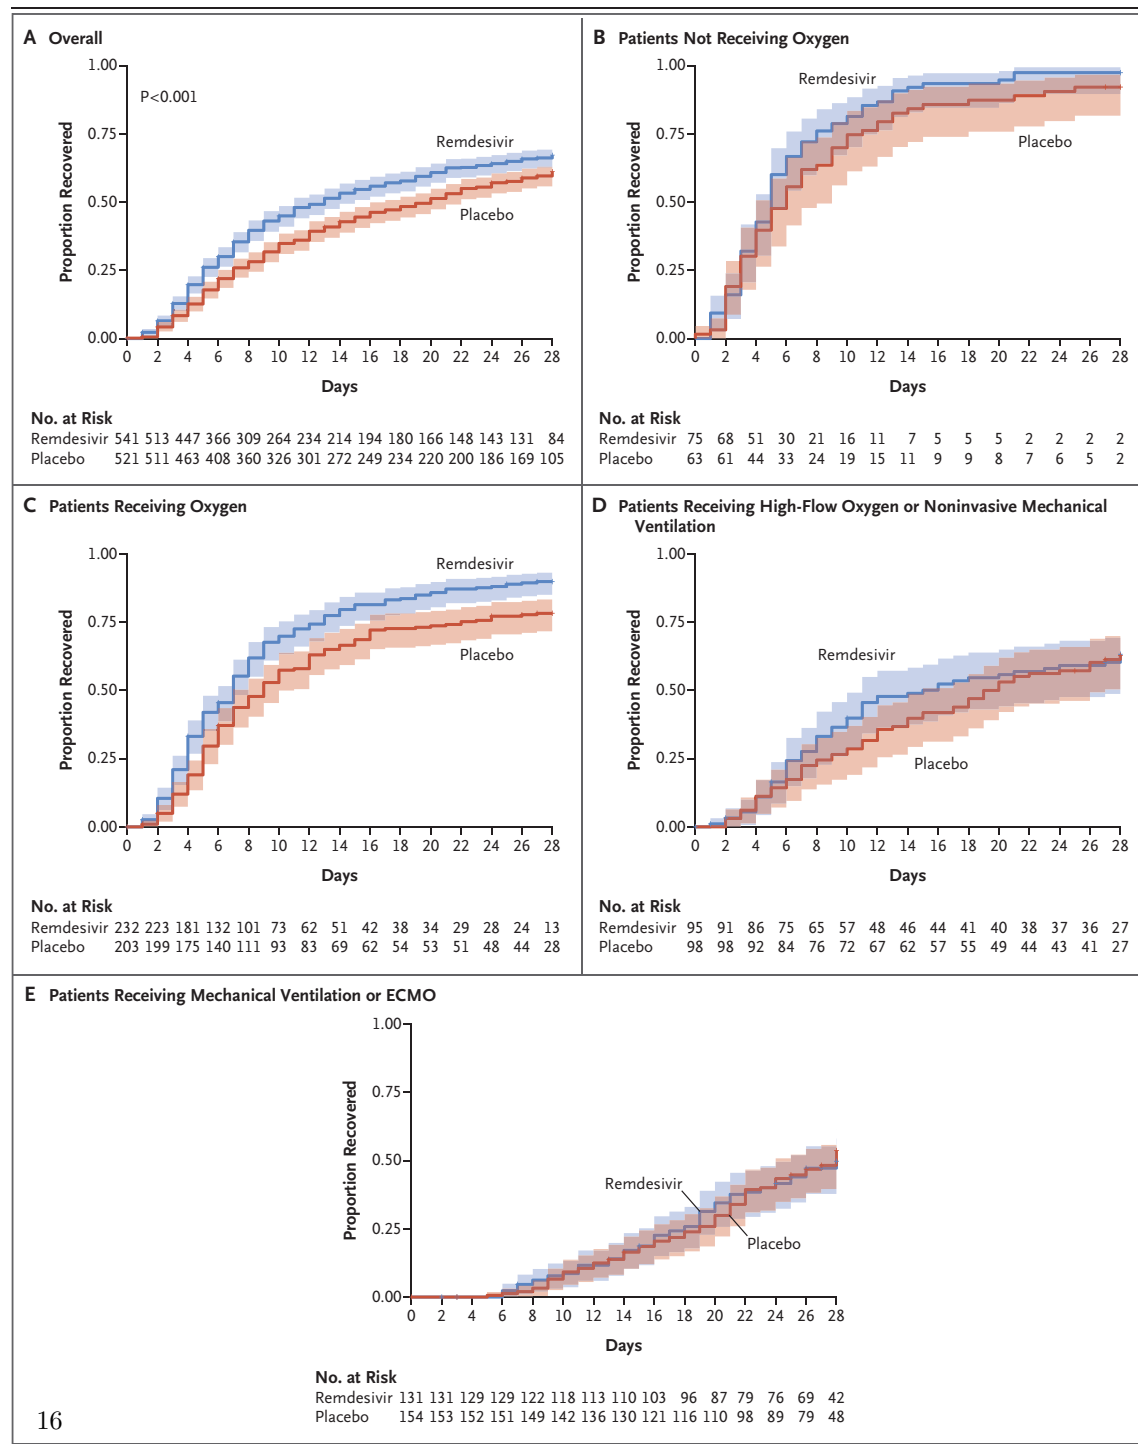 A Overall
P<0.001
1.00
0.75
0.50
0.25
0.00
Proportion Recovered
Remdesivir
Placebo
0 2 4 6 8 10 12 14 16 18 20 22 24 26 28
Days
No. at Risk
Remdesivir 541 513 447 366 309 264 234 214 194 180 166 148 143 131 84
Placebo 521 511 463 408 360 326 301 272 249 234 220 200 186 169 105
B Patients Not Receiving Oxygen
1.00
0.75
0.50
0.25
0.00
Proportion Recovered
Remdesivir
Placebo
0 2 4 6 8 10 12 14 16 18 20 22 24 26 28
Days
No. at Risk
Remdesivir 75 68 51 30 21 16 11 7 5 5 5 2 2 2 2
Placebo 63 61 44 33 24 19 15 11 9 9 8 7 6 5 2
C Patients Receiving Oxygen
1.00
0.75
0.50
0.25
0.00
Proportion Recovered
Remdesivir
Placebo
0 2 4 6 8 10 12 14 16 18 20 22 24 26 28
Days
No. at Risk
Remdesivir 232 223 181 132 101 73 62 51 42 38 34 29 28 24 13
Placebo 203 199 175 140 111 93 83 69 62 54 53 51 48 44 28
D Patients Receiving High-Flow Oxygen or Noninvasive Mechanical
Ventilation
1.00
0.75
0.50
0.25
0.00
Proportion Recovered
Remdesivir
Placebo
0 2 4 6 8 10 12 14 16 18 20 22 24 26 28
Days
No. at Risk
Remdesivir 95 91 86 75 65 57 48 46 44 41 40 38 37 36 27
Placebo 98 98 92 84 76 72 67 62 57 55 49 44 43 41 27
E Patients Receiving Mechanical Ventilation or ECMO
1.00
0.75
0.50
0.25
0.00
Proportion Recovered
Remdesivir
Placebo
0 2 4 6 8 10 12 14 16 18 20 22 24 26 28
Days
No. at Risk
Remdesivir 131 131 129 129 122 118 113 110 103 96 87 79 76 69 42
Placebo 154 153 152 151 149 142 136 130 121 116 110 98 89 79 48
16